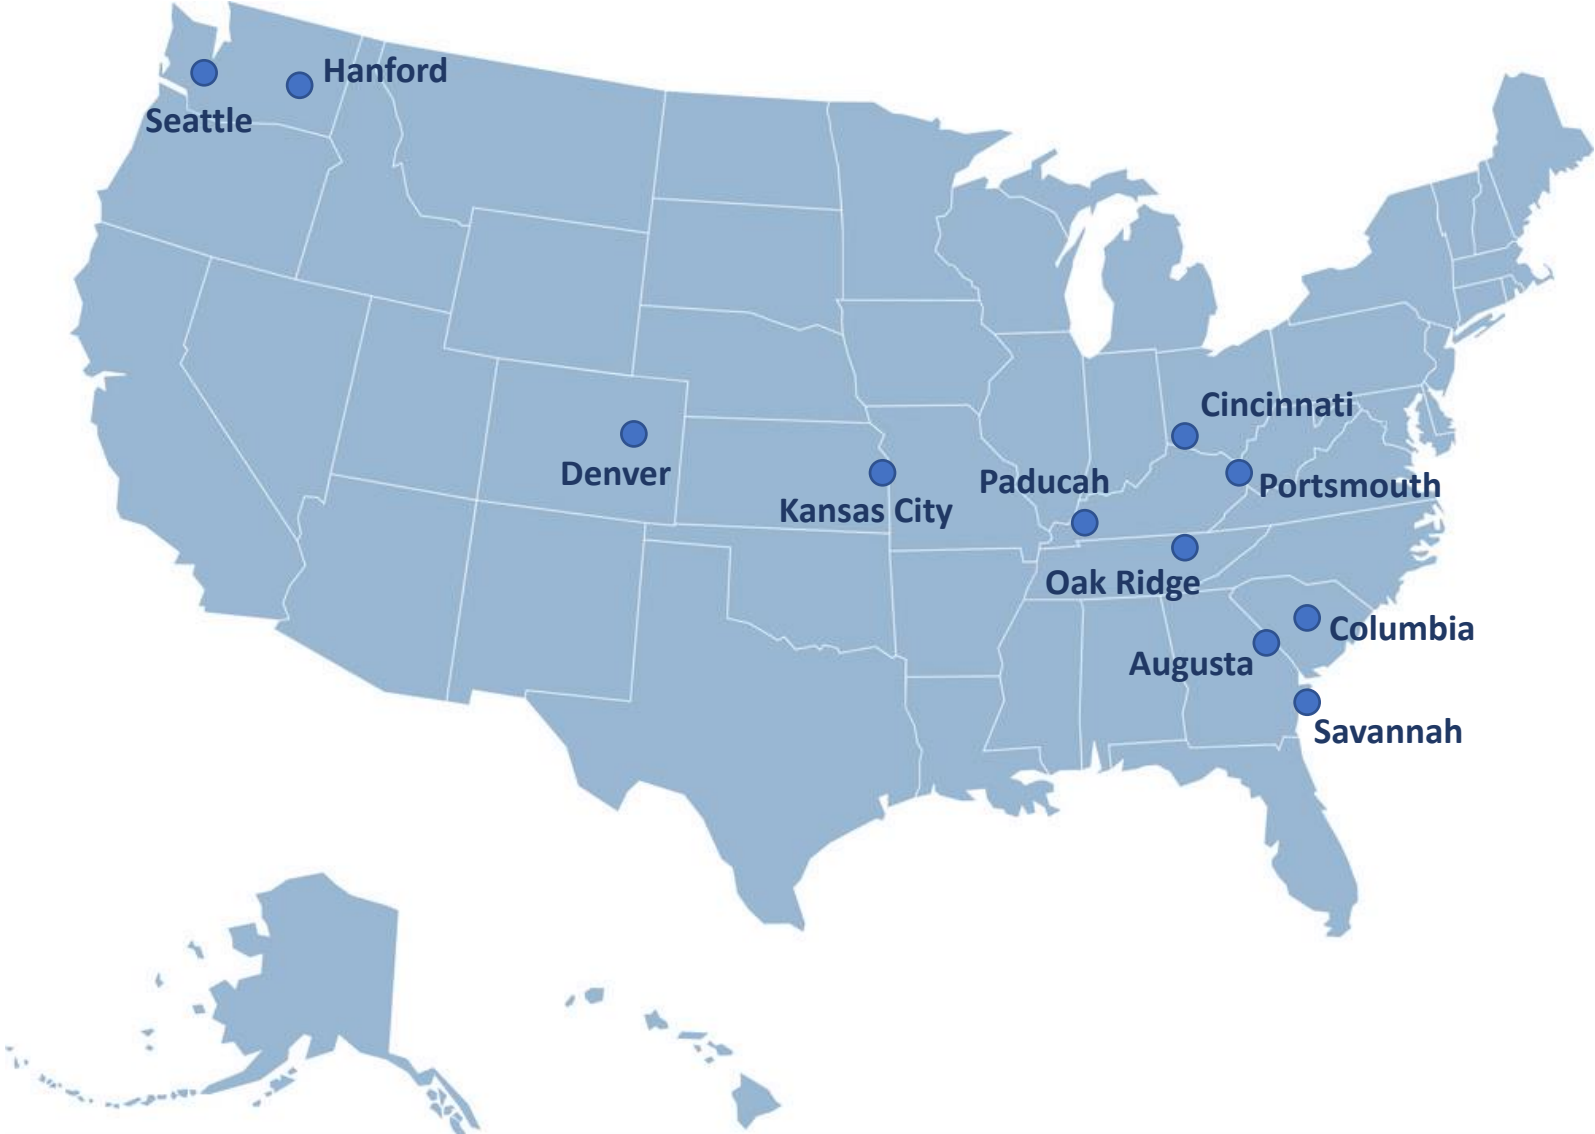 Hanford
Seattle
Cincinnati
Denver
Paducah
Portsmouth
Kansas City
Oak Ridge
Columbia
Augusta
Savannah